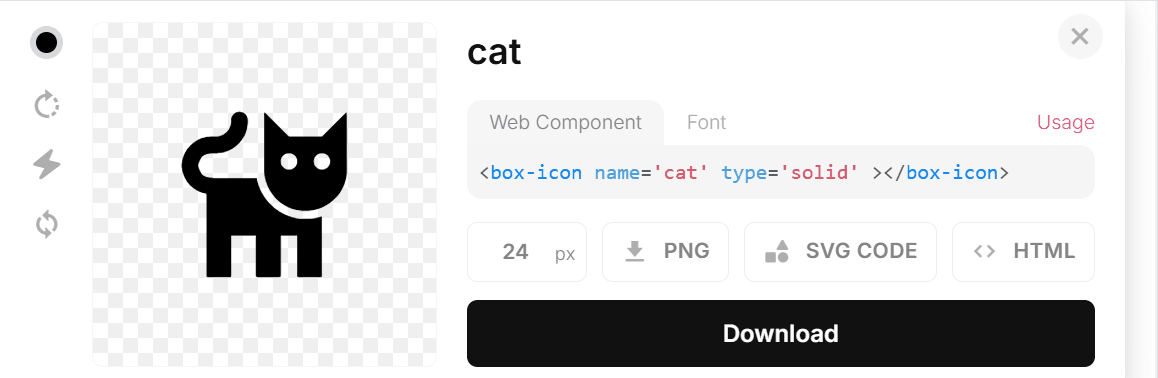 cat
Web Component Font Usage
<box-icon name='cat' type='solid' ></box-icon>
24 px PNG SVG CODE HTML
Download